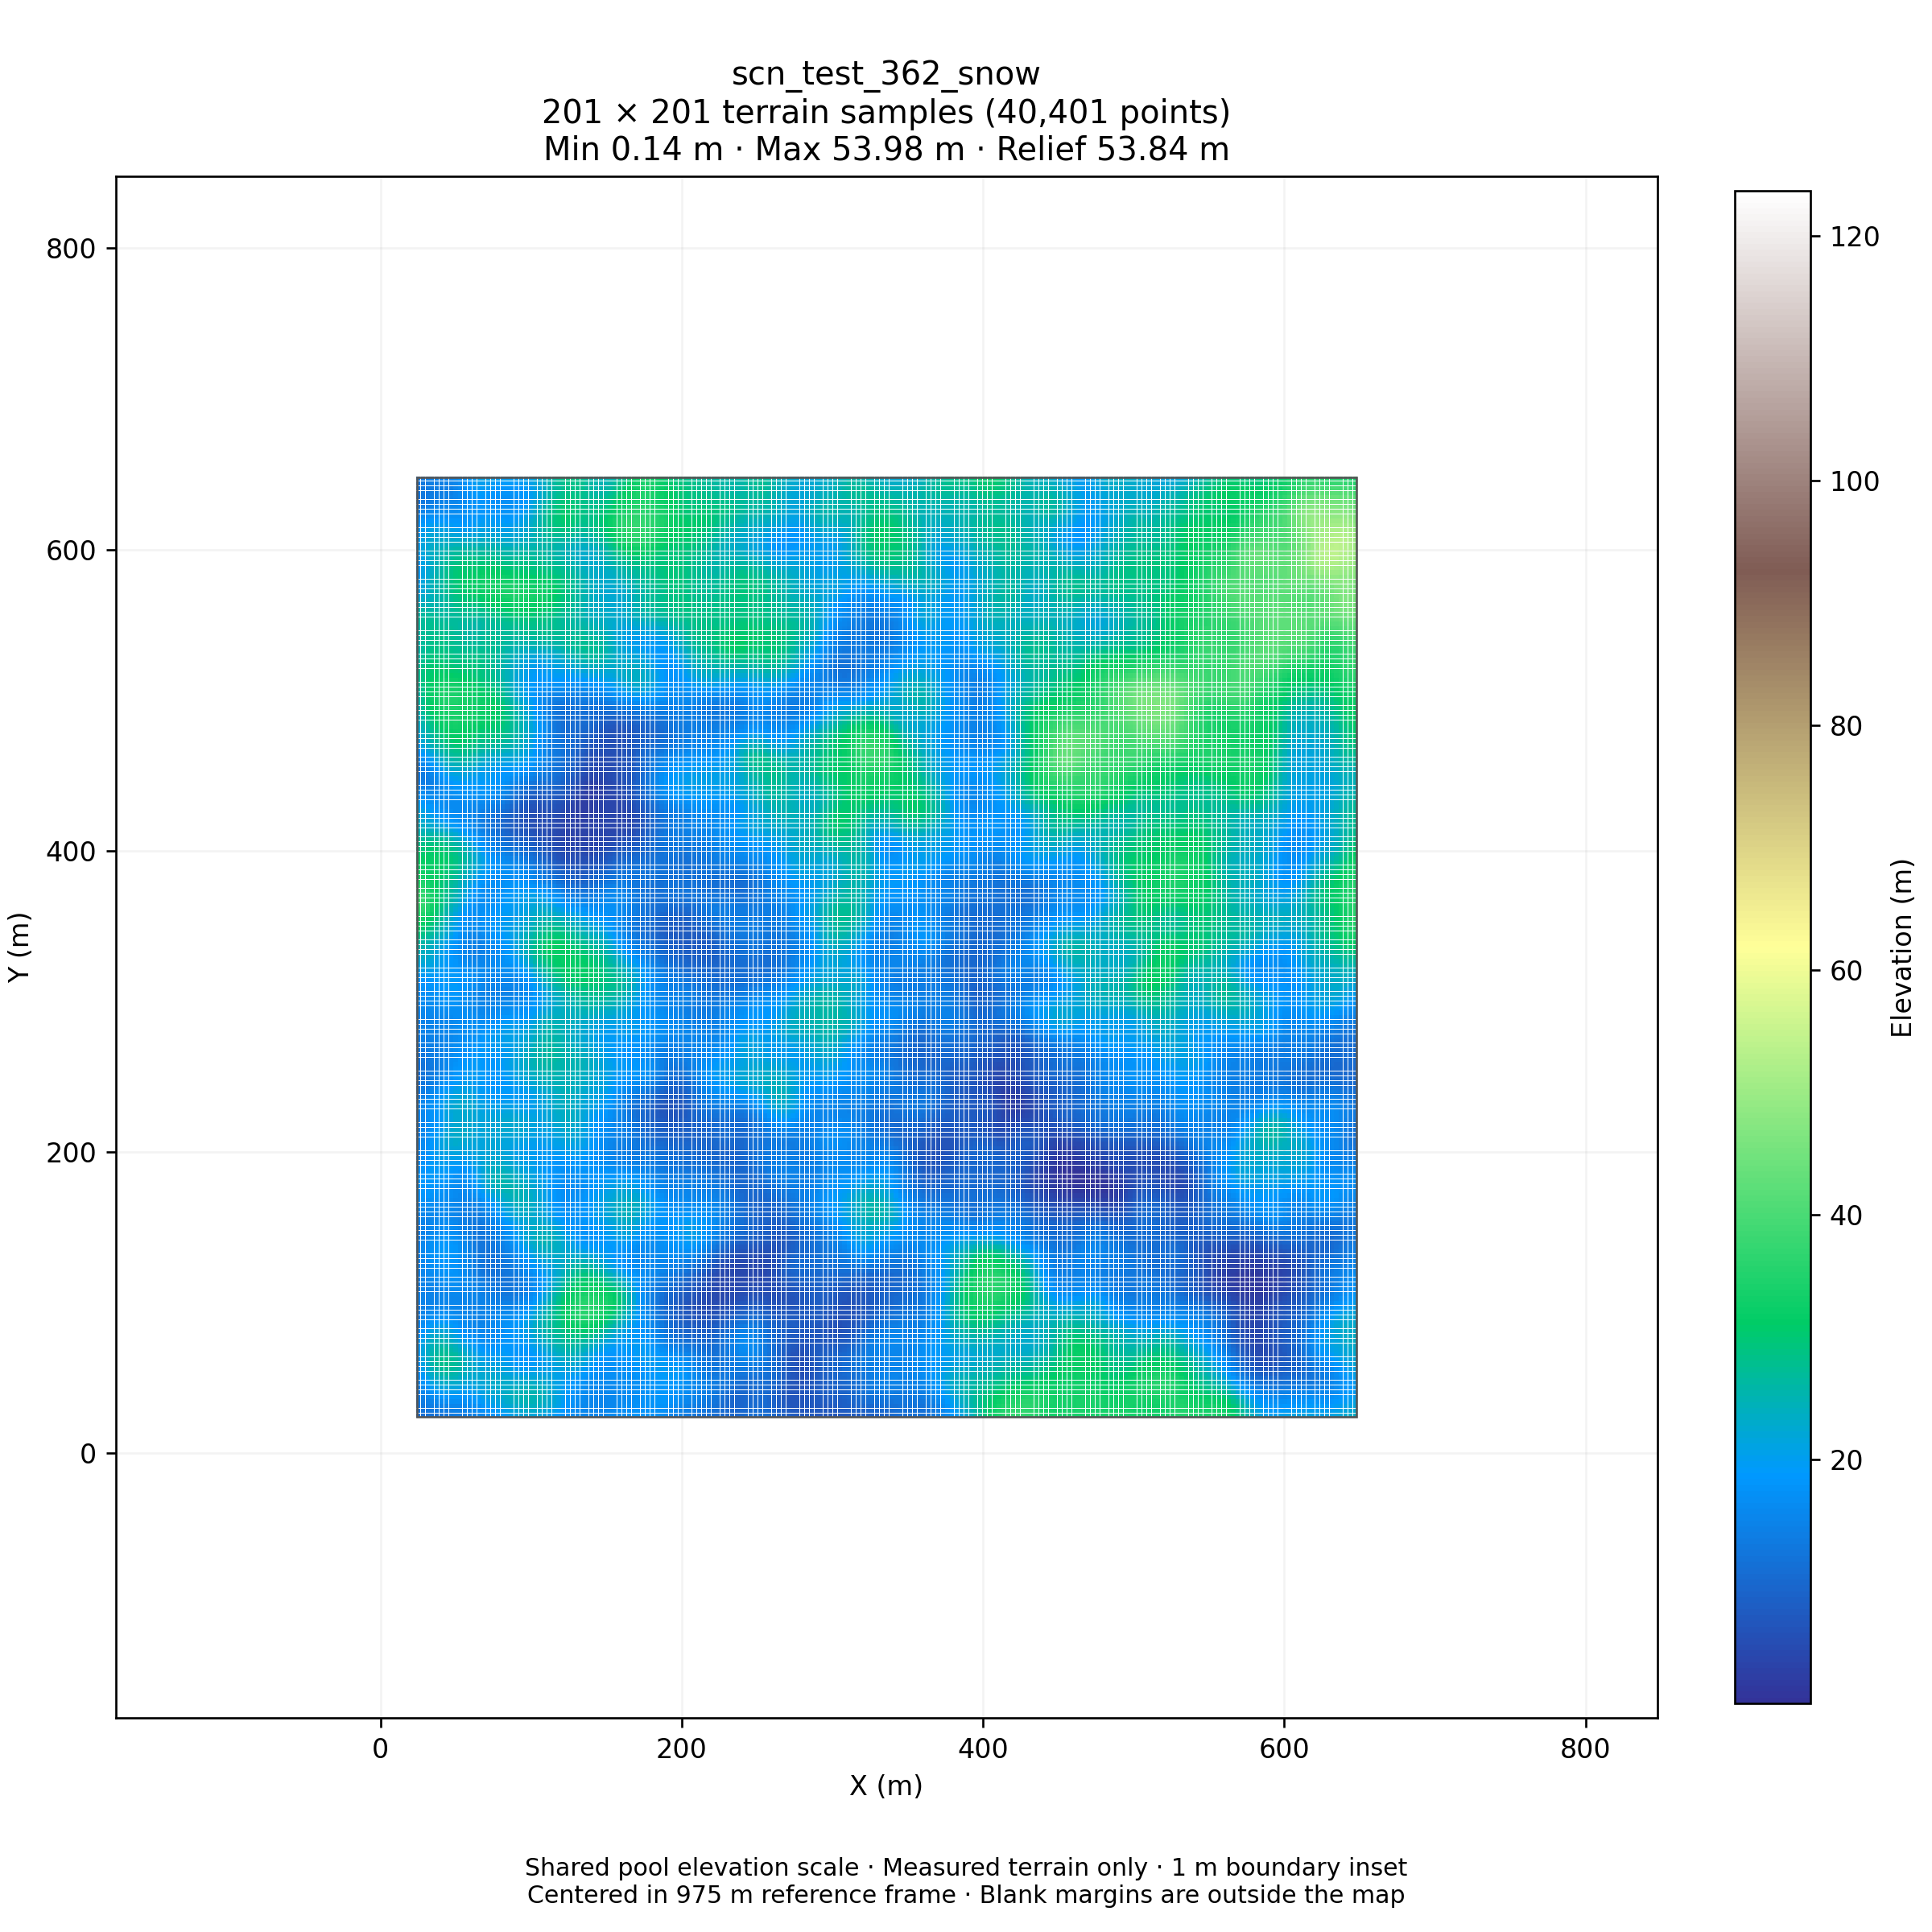 scn_test_362_snow
201 × 201 terrain samples (40,401 points)
Min 0.14 m · Max 53.98 m · Relief 53.84 m
800
600
400
200
0
Y (m)
0
200
400
600
800
X (m)
120
100
80
60
40
20
Elevation (m)
Shared pool elevation scale · Measured terrain only · 1 m boundary inset
Centered in 975 m reference frame · Blank margins are outside the map